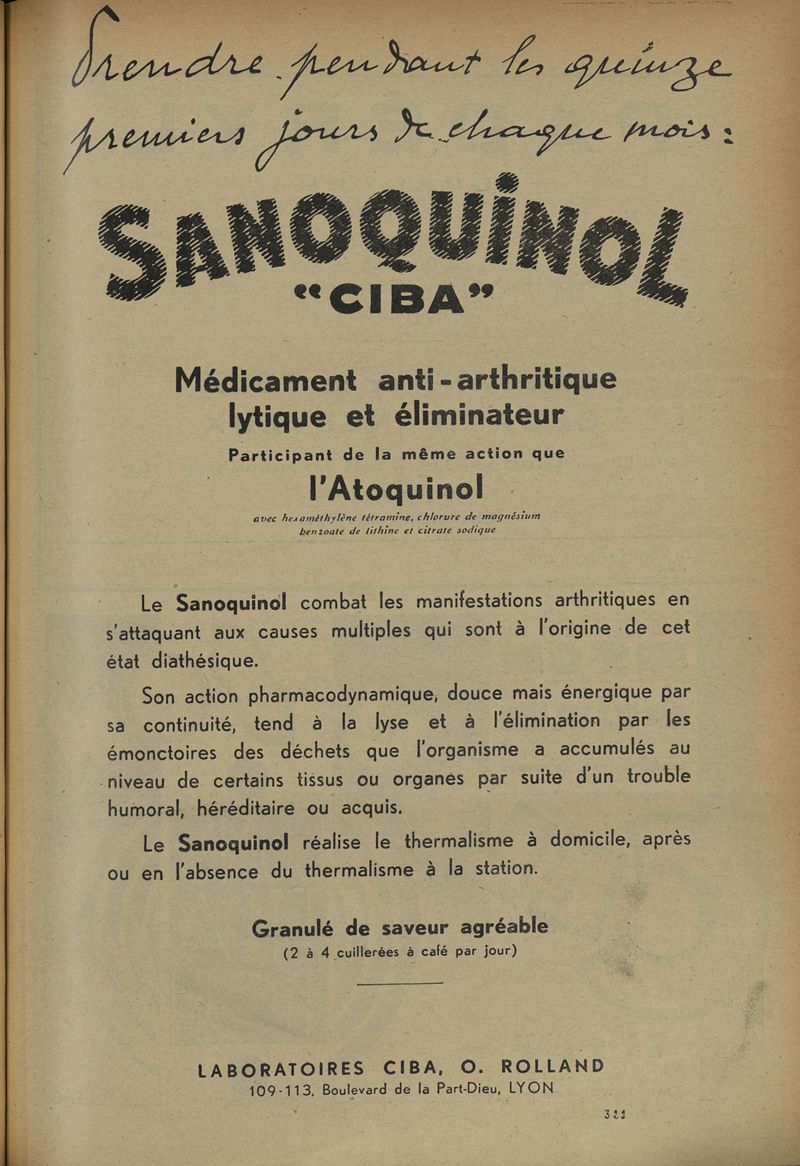 Prendre pendant les quinze
premiers jours de chaque mois :
SANOQUINOL
"CIBA"
Médicament anti-arthritique
lytique et éliminateur
Participant de la même action que
l'Atoquinol
avec hexaméthylène tétramine, chlorure de magnésium
benzoate de lithine et citrate sodique
Le Sanoquinol combat les manifestations arthritiques en
s'attaquant aux causes multiples qui sont à l'origine de cet
état diathésique.
Son action pharmacodynamique, douce mais énergique par
sa continuité, tend à la lyse et à l'élimination par les
émonctoires des déchets que l'organisme a accumulés au
niveau de certains tissus ou organes par suite d'un trouble
humoral, héréditaire ou acquis.
Le Sanoquinol réalise le thermalisme à domicile, après
ou en l'absence du thermalisme à la station.
Granulé de saveur agréable
(2 à 4 cuillerées à café par jour)
LABORATOIRES CIBA, O. ROLLAND
109-113, Boulevard de la Part-Dieu, LYON
322